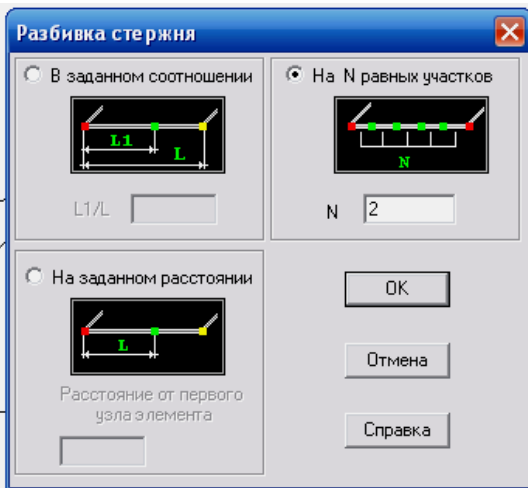 Разбивка стержня
В заданном соотношении
L1
L
L1/L
На N равных участков
N
N 2
На заданном расстоянии
L
Расстояние от первого
узла элемента
OK
Отмена
Справка